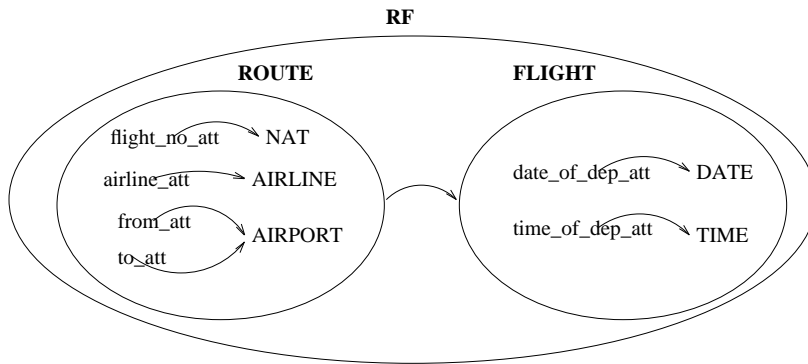 RF
ROUTE
FLIGHT
flight_no_att
NAT
airline_att
AIRLINE
from_att
AIRPORT
to_att
date_of_dep_att
DATE
time_of_dep_att
TIME